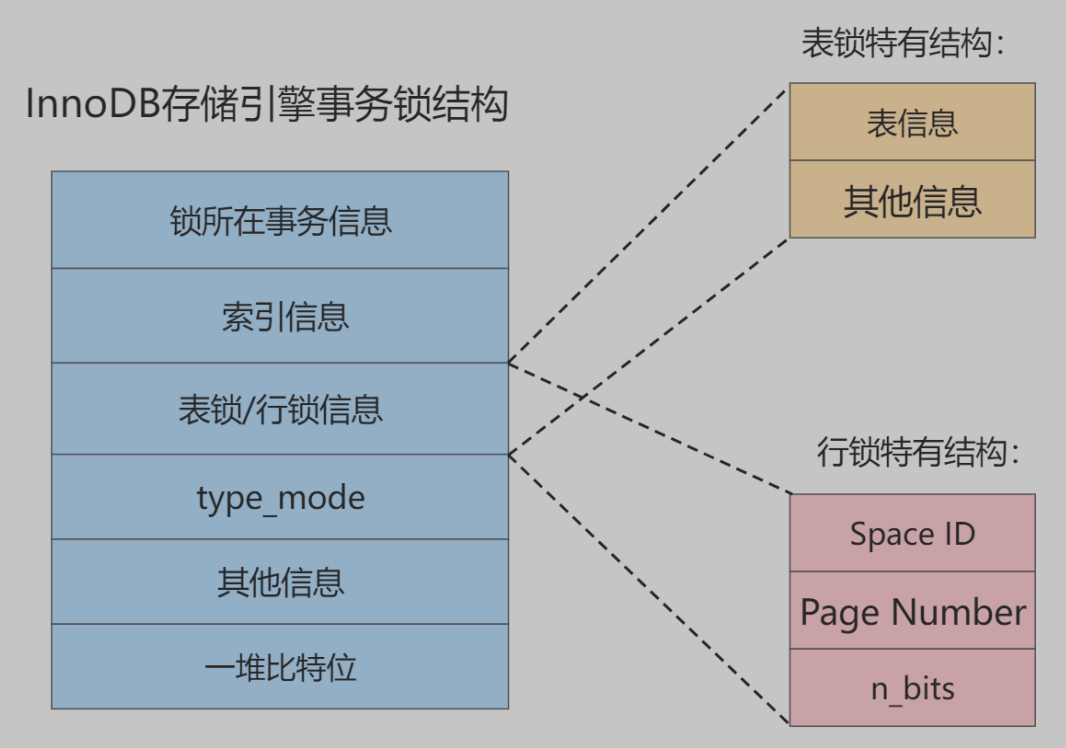 InnoDB存储引擎事务锁结构
锁所在事务信息
索引信息
表锁/行锁信息
type_mode
其他信息
一堆比特位
表锁特有结构：
表信息
其他信息
行锁特有结构：
Space ID
Page Number
n_bits